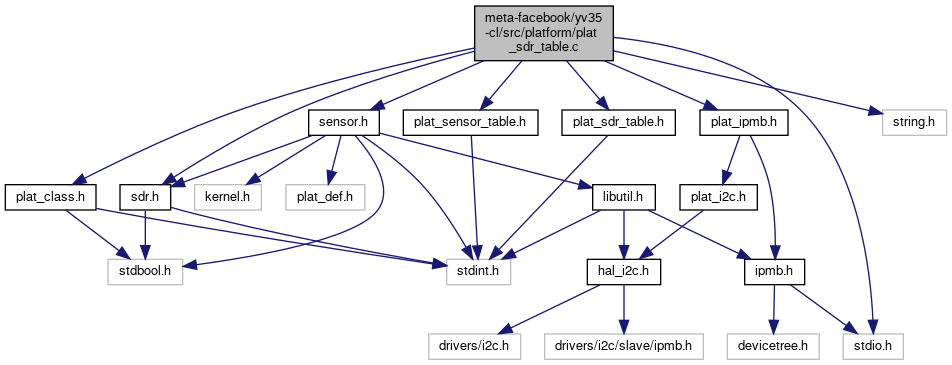 meta-facebook/yv35
-cl/src/platform/plat
_sdr_table.c
sensor.h
plat_sensor_table.h
plat_sdr_table.h
plat_ipmb.h
string.h
plat_class.h
sdr.h
kernel.h
plat_def.h
libutil.h
plat_i2c.h
stdbool.h
stdint.h
hal_i2c.h
ipmb.h
drivers/i2c.h
drivers/i2c/slave/ipmb.h
devicetree.h
stdio.h